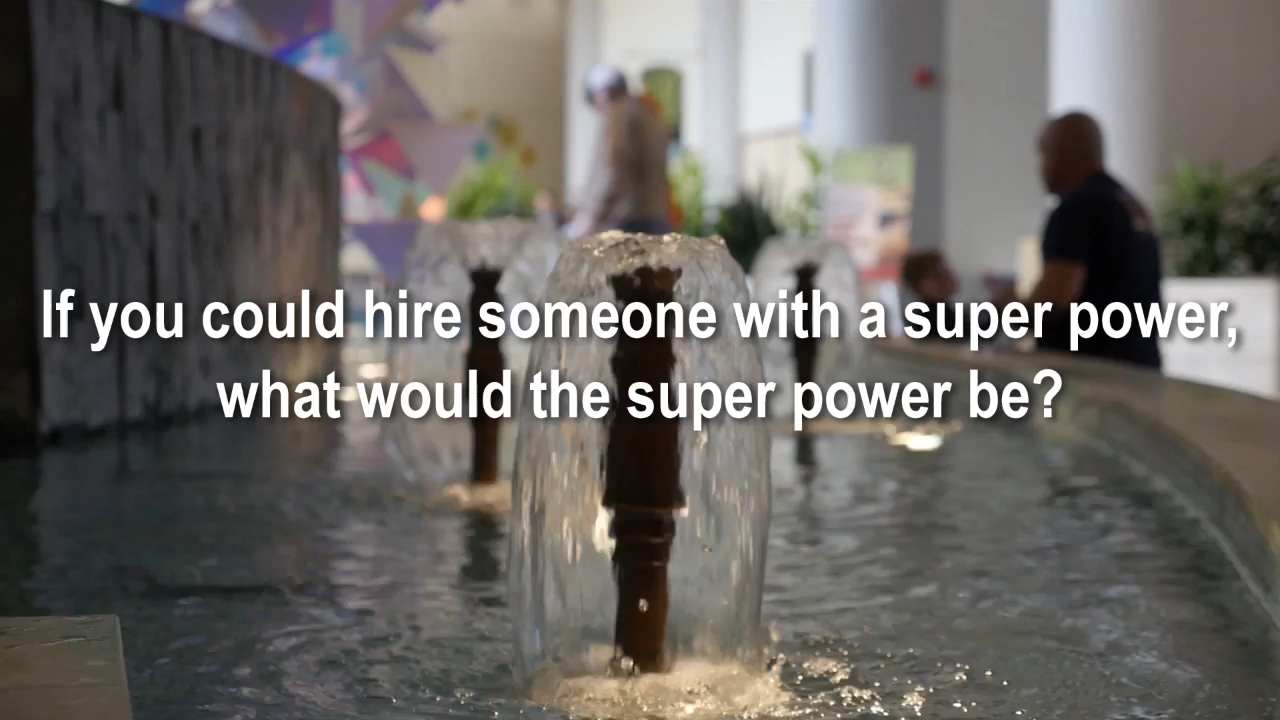 If you could hire someone with a super power,
what would the super power be?